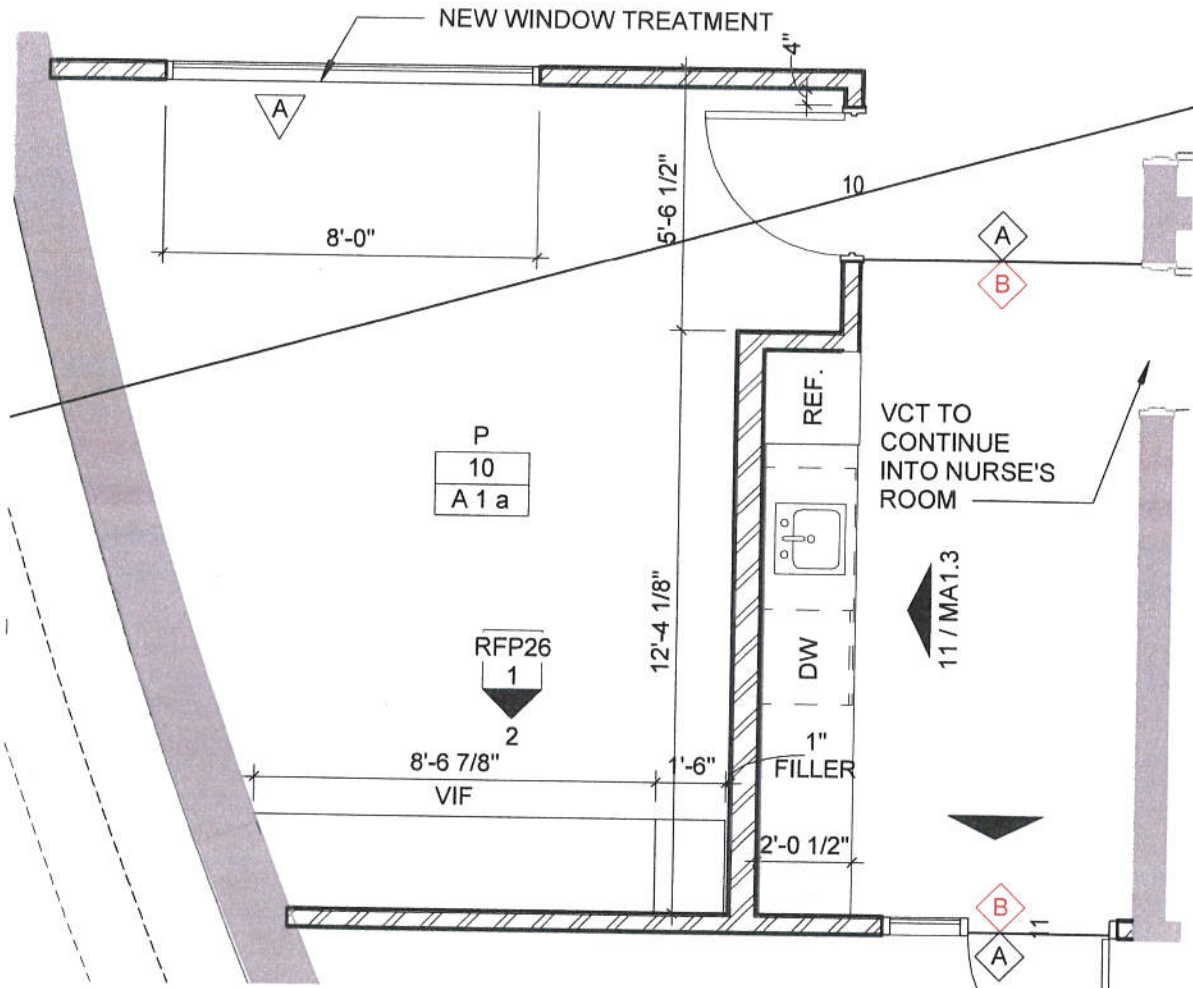 NEW WINDOW TREATMENT
4"
A
8'-0"
5'-6 1/2"
10
A
B
REF.
VCT TO
CONTINUE
INTO NURSE'S
ROOM
P
10
A 1 a
12'-4 1/8"
11 / MA1.3
RFP26
1
2
DW
8'-6 7/8"
1'-6"
VIF
1"
FILLER
2'-0 1/2"
B
11
A